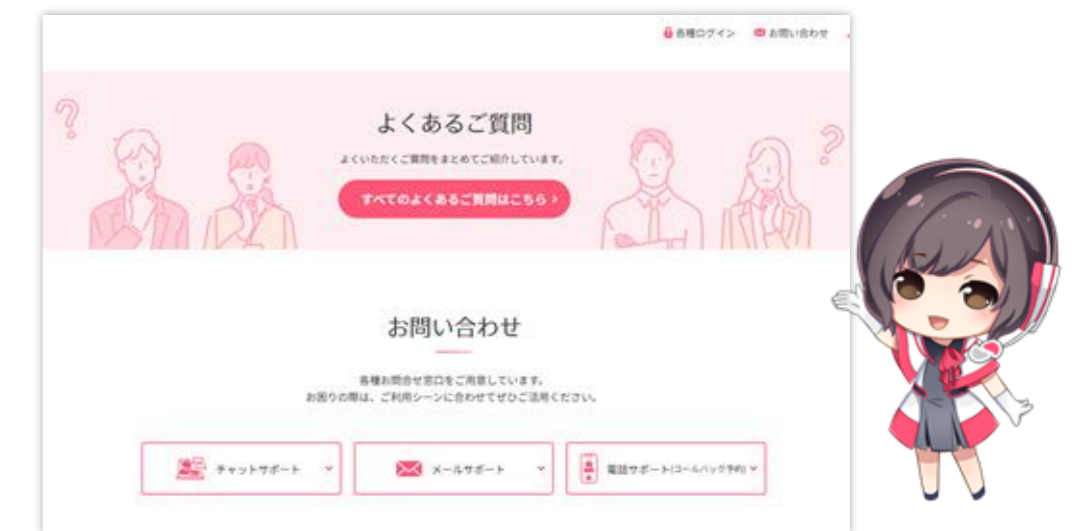 各種ログイン お問い合わせ
よくあるご質問
よくいただくご質問をまとめてご紹介しています。
すべてのよくあるご質問はこちら
お問い合わせ
各種お問合せ窓口をご用意しています。
お困りの際は、ご利用シーンに合わせてぜひご活用ください。
チャットサポート メールサポート 電話サポート(コールバック予約)